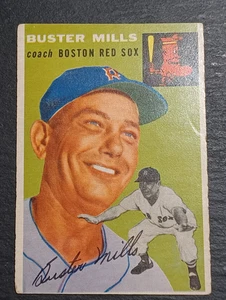 BUSTER MILLS
coach BOSTON RED SOX
B
Buster Mills